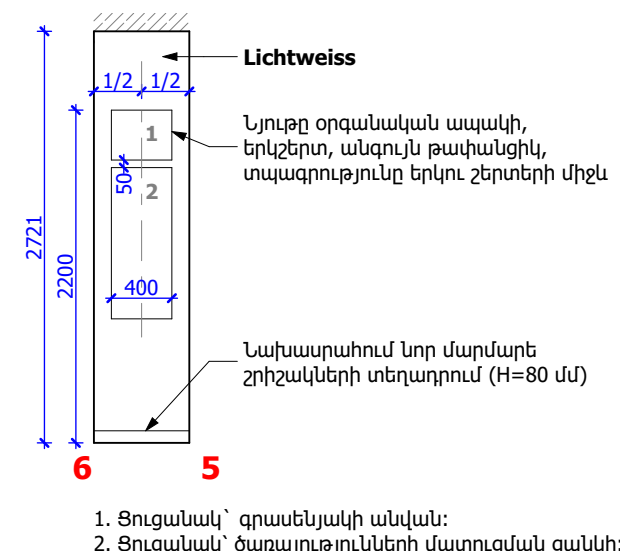 Lichtweiss
1/2 1/2
Նյութը օրգանական ապակի,
երկշերտ, անգույն թափանցիկ,
տպագրությունը երկու շերտերի միջև
1
50
2
2721
2200
400
Նախասրահում նոր մարմարե
շրիշակների տեղադրում (H=80 մմ)
6 5
1. Ցուցանակ` գրասենյակի անվան:
2. Ցուցանակ` ծառայությունների մատուցման ցանկի: